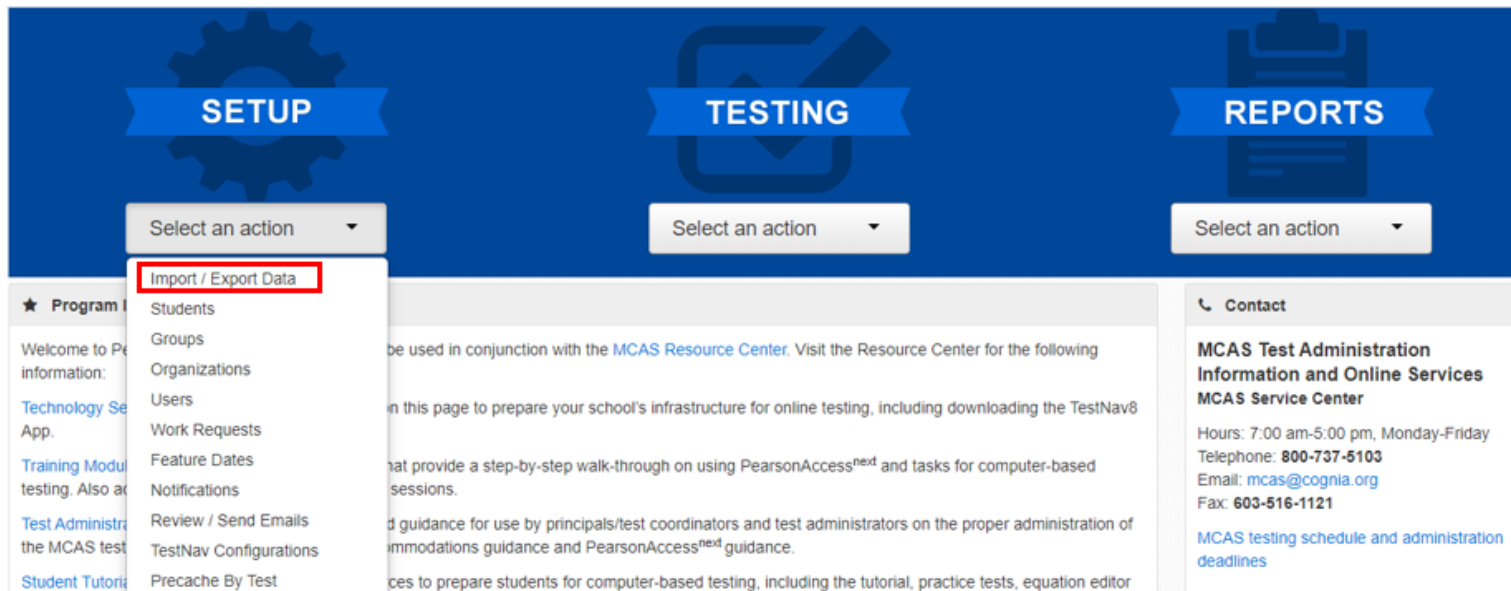 SETUP
TESTING
REPORTS
Select an action
Select an action
Select an action
Import / Export Data
Students
Groups
Organizations
Users
Work Requests
Feature Dates
Notifications
Review / Send Emails
TestNav Configurations
Precache By Test
Program
Welcome to
be used in conjunction with the MCAS Resource Center. Visit the Resource Center for the following
information:
Technology
n this page to prepare your school's infrastructure for online testing, including downloading the TestNav8
App.
Training
at provide a step-by-step walk-through on using PearsonAccessnext and tasks for computer-based
testing. Also
sessions.
Test
guidance for use by principals/test coordinators and test administrators on the proper administration of
the MCAS test
mmodations guidance and PearsonAccessnext guidance.
Student
ces to prepare students for computer-based testing, including the tutorial, practice tests, equation editor
Contact
MCAS Test Administration
Information and Online Services
MCAS Service Center
Hours: 7:00 am-5:00 pm, Monday-Friday
Telephone: 800-737-5103
Email: mcas@cognia.org
Fax: 603-516-1121
MCAS testing schedule and administration
deadlines